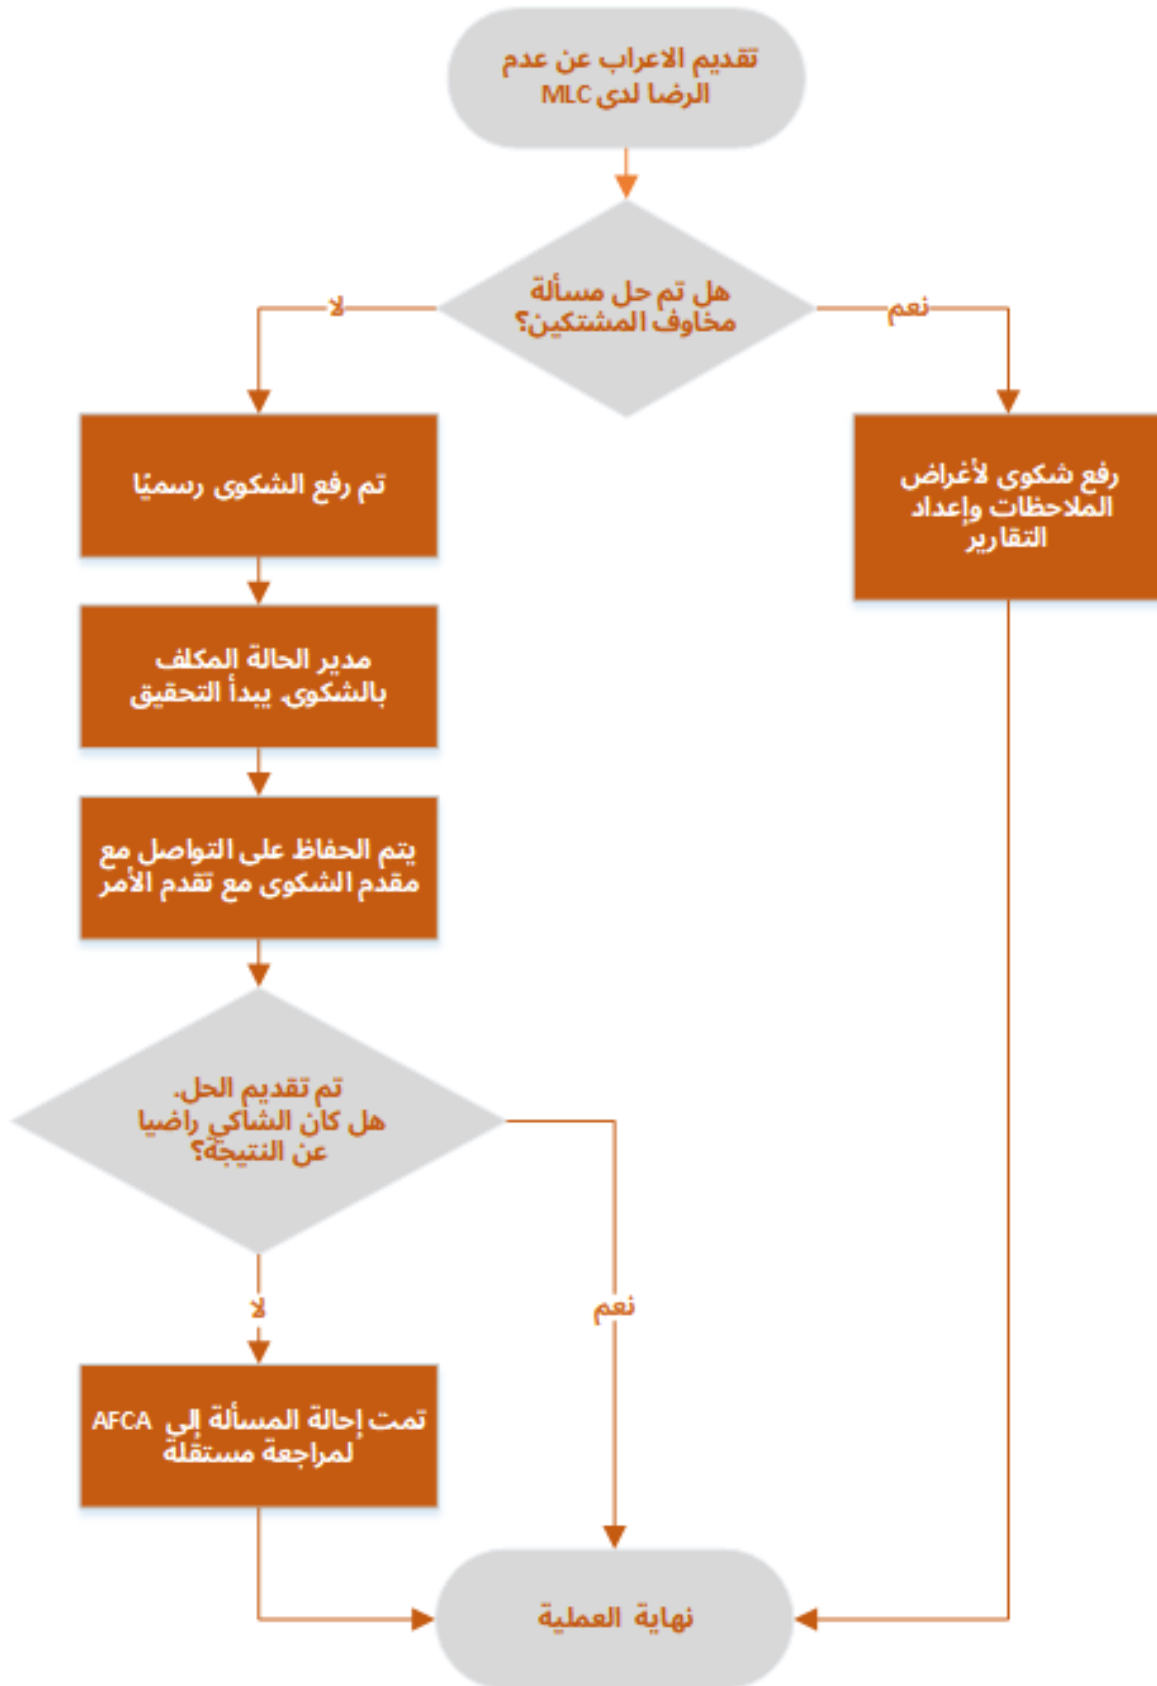 تقديم الاعراب عن عدم
الرضا لدى MLC
هل تم حل مسألة
مخاوف المشتكين؟
نعم
لا
رفع شكوى لأغراض
الملاحظات وإعداد
التقارير
تم رفع الشكوى رسميًا
مدير الحالة المكلف
بالشكوى. يبدأ التحقيق
يتم الحفاظ على التواصل مع
مقدم الشكوى مع تقدم الأمر
تم تقديم الحل.
هل كان الشاكي راضيا
عن النتيجة؟
نعم
لا
تمت إحالة المسألة إلى AFCA
لمراجعة مستقلة
نهاية العملية